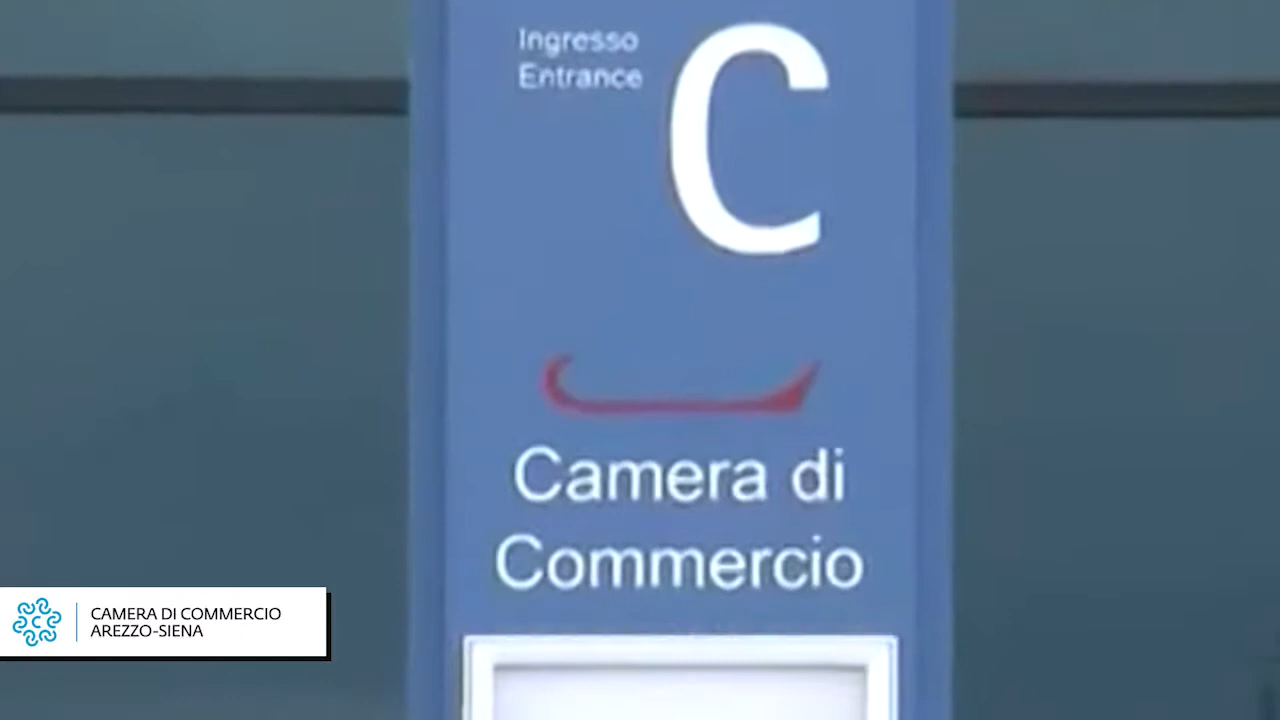 Ingresso
Entrance
C
Camera di
Commercio
C
CAMERA DI COMMERCIO
AREZZO-SIENA